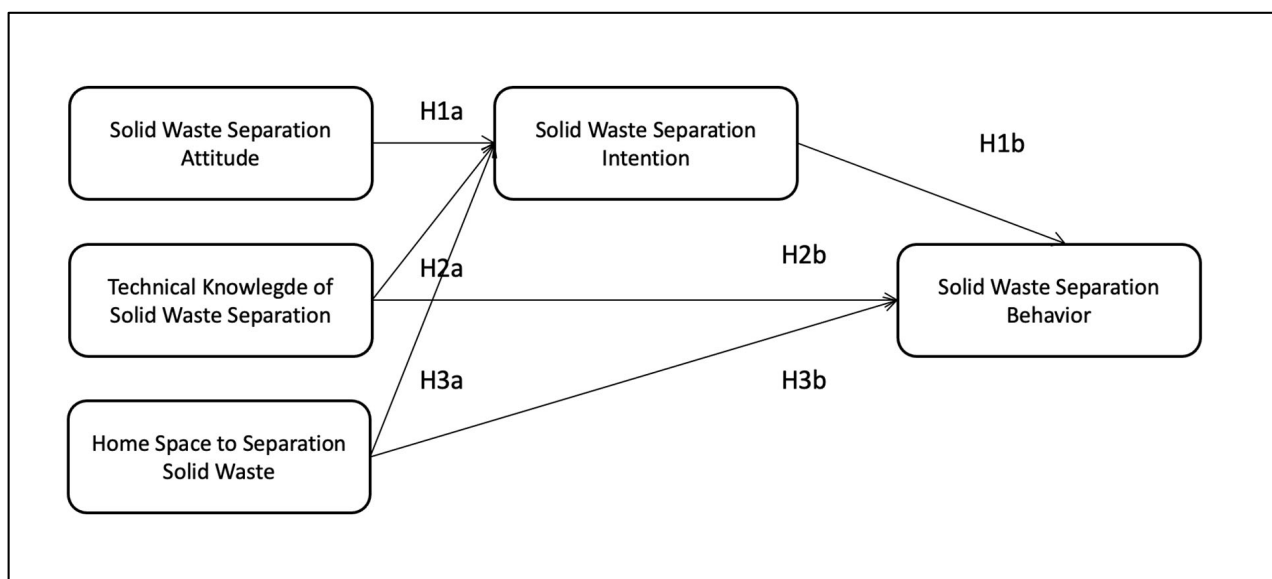 Solid Waste Separation
Attitude
H1a
Solid Waste Separation
Intention
H1b
Technical Knowlegde of
Solid Waste Separation
H2a
H2b
Solid Waste Separation
Behavior
Home Space to Separation
Solid Waste
H3a
H3b